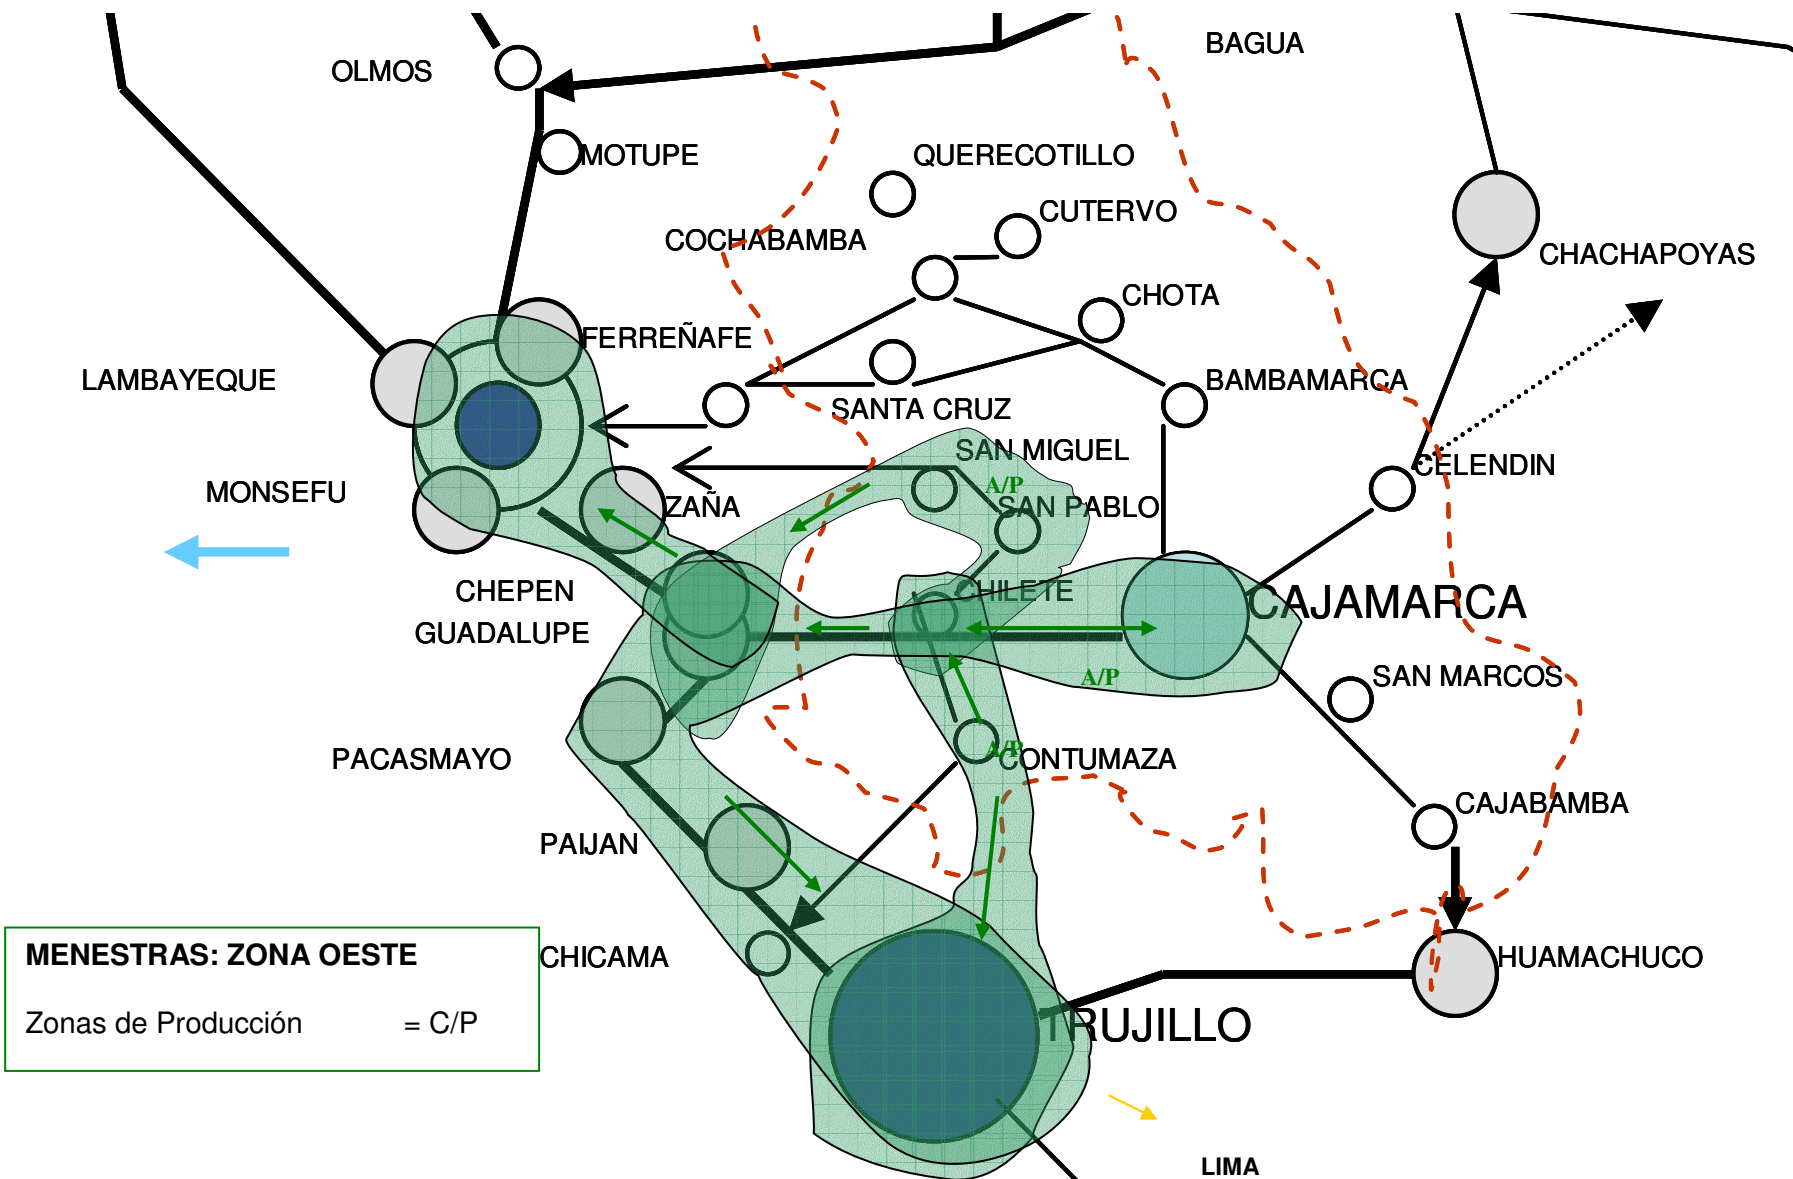 BAGUA
OLMOS
MOTUPE
QUERECOTILLO
CUTERVO
COCHABAMBA
CHACHAPOYAS
CHOTA
FERREÑAFE
LAMBAYEQUE
BAMBAMARCA
SANTA CRUZ
SAN MIGUEL
CELENDIN
A/P
MONSEFU
ZAÑA
SAN PABLO
CHEPEN
CHILETE
CAJAMARCA
GUADALUPE
A/P
SAN MARCOS
A/P
PACASMAYO
CONTUMAZA
CAJABAMBA
PAIJAN
MENESTRAS: ZONA OESTE
CHICAMA
HUAMACHUCO
Zonas de Producción = C/P
TRUJILLO
LIMA